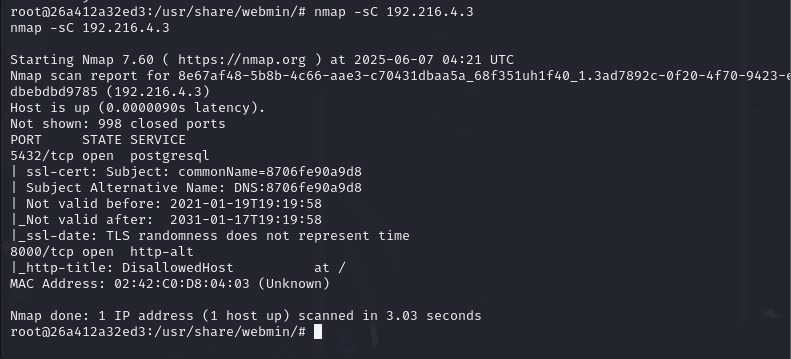 root@26a412a32ed3:/usr/share/webmin/# nmap -sC 192.216.4.3
nmap -sC 192.216.4.3
Starting Nmap 7.60 ( https://nmap.org ) at 2025-06-07 04:21 UTC
Nmap scan report for 8e67af48-5b8b-4c66-aae3-c70431dbaa5a_68f351uh1f40_1.3ad7892c-0f20-4f70-9423-e
dbebdbd9785 (192.216.4.3)
Host is up (0.0000090s latency).
Not shown: 998 closed ports
PORT     STATE SERVICE
5432/tcp open  postgresql
| ssl-cert: Subject: commonName=8706fe90a9d8
| Subject Alternative Name: DNS:8706fe90a9d8
| Not valid before: 2021-01-19T19:19:58
|_Not valid after:  2031-01-17T19:19:58
|_ssl-date: TLS randomness does not represent time
8000/tcp open  http-alt
|_http-title: DisallowedHost          at /
MAC Address: 02:42:C0:D8:04:03 (Unknown)
Nmap done: 1 IP address (1 host up) scanned in 3.03 seconds
root@26a412a32ed3:/usr/share/webmin/#